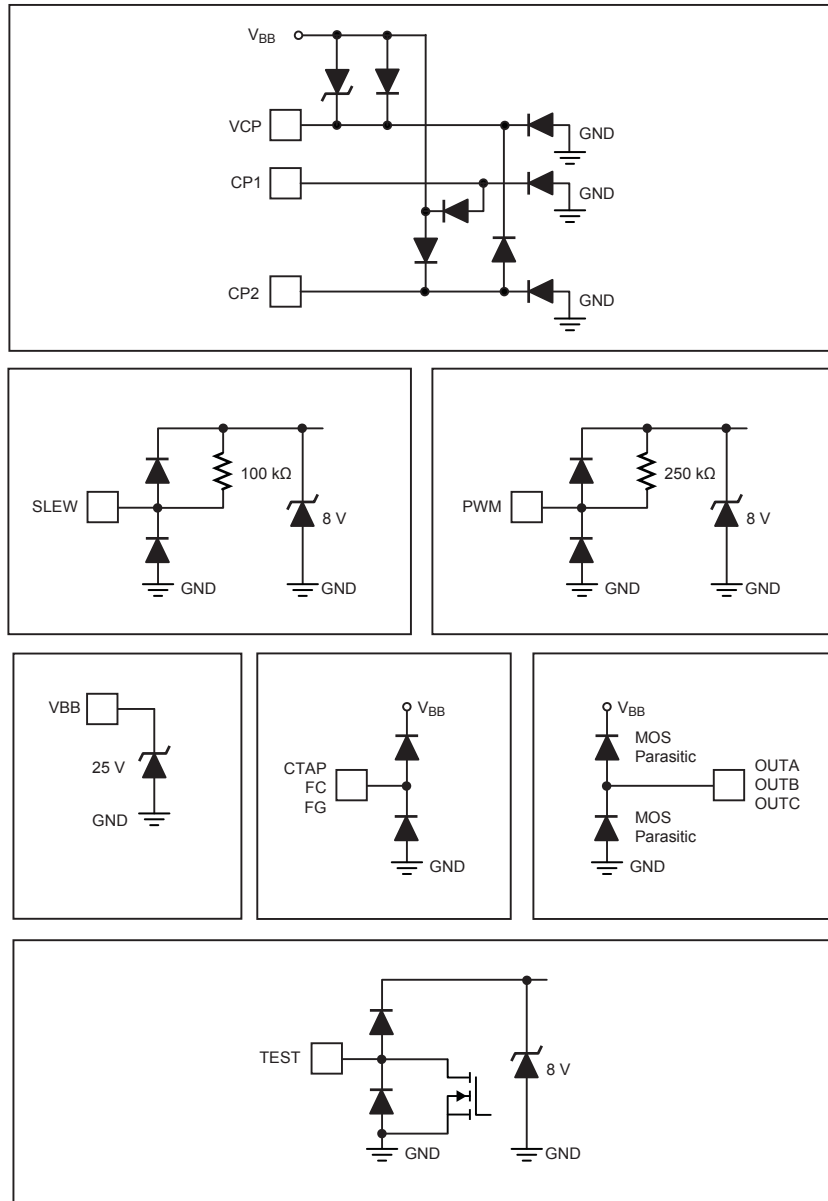 VBB
VCP
GND
CP1
GND
CP2
GND
SLEW
100 kΩ
8 V
GND
GND
PWM
250 kΩ
8 V
GND
GND
VBB
25 V
GND
VBB
CTAP
FC
FG
GND
VBB
MOS
Parasitic
OUTA
OUTB
OUTC
MOS
Parasitic
GND
TEST
8 V
GND
GND